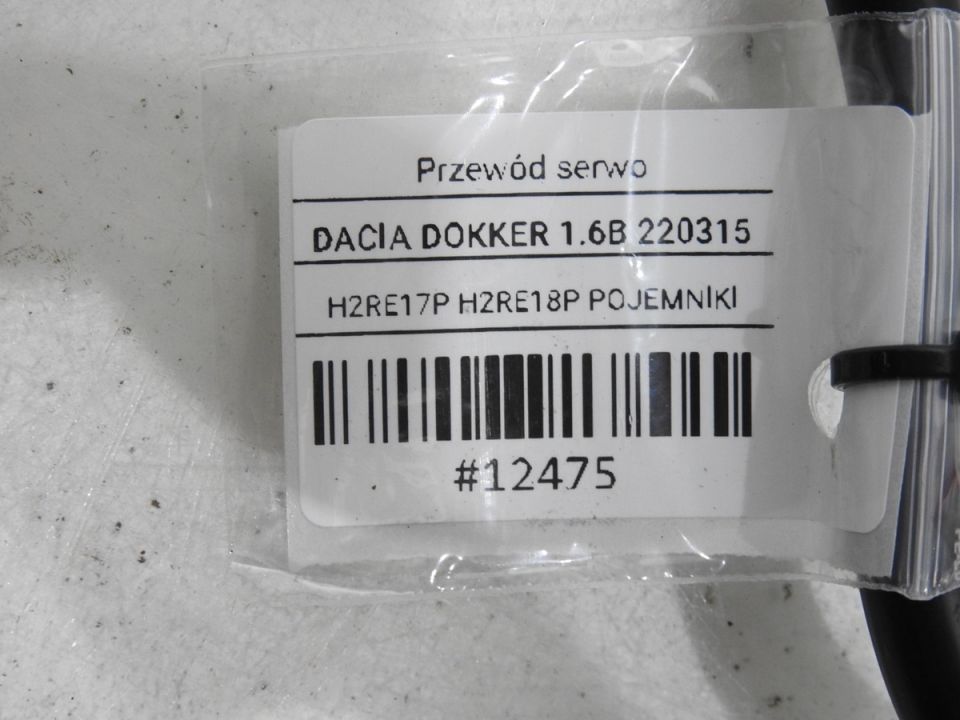 Przewód serwo
DACIA DOKKER 1.6B 220315
H2RE17P H2RE18P POJEMNIKI
#12475